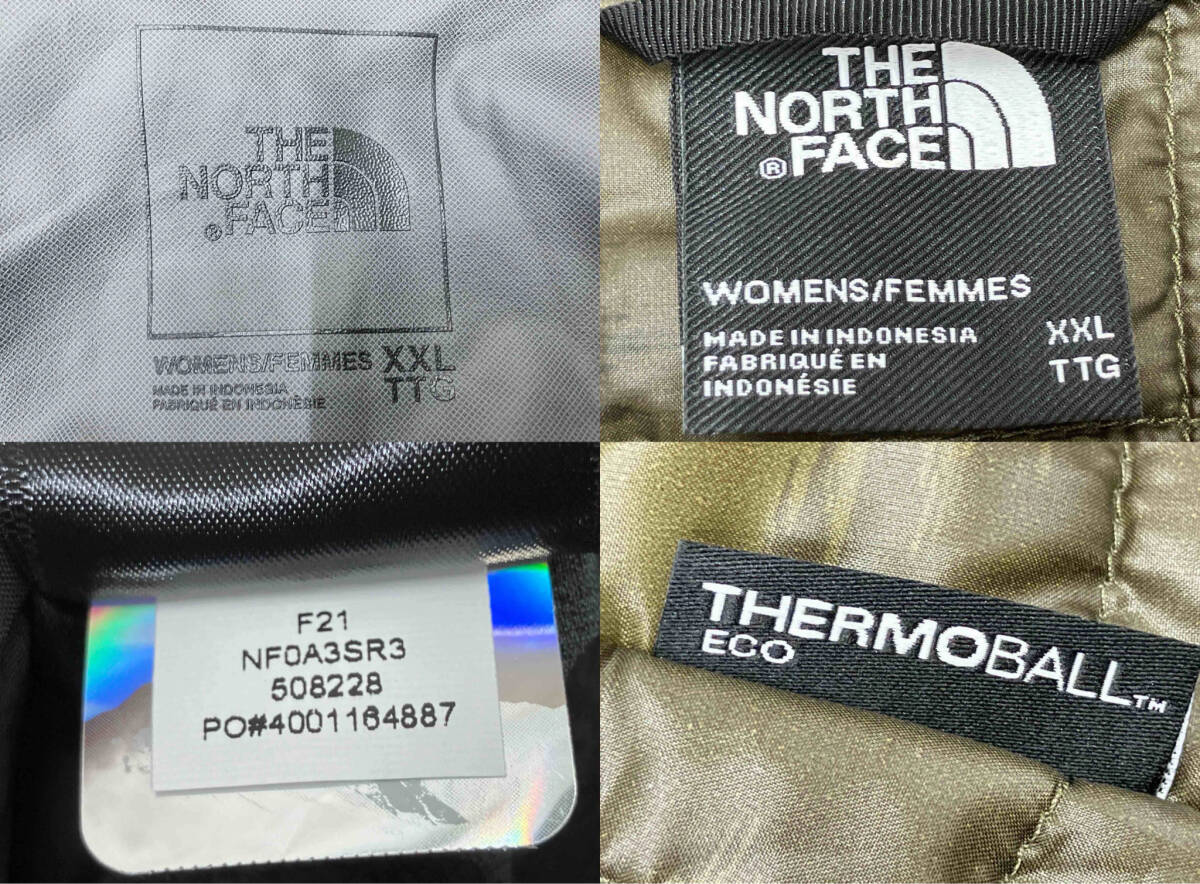 THE
NORTH
®FACE
WOMENS/FEMMES XXL
TTG
MADE IN INDONESIA
FABRIQUÉ EN INDONÉSIE
THE
NORTH
®FACE
WOMENS/FEMMES
MADE IN INDONESIA XXL
FABRIQUÉ EN TTG
INDONÉSIE
F21
NF0A3SR3
508228
PO#4001164887
THERMOBALL™
ECO